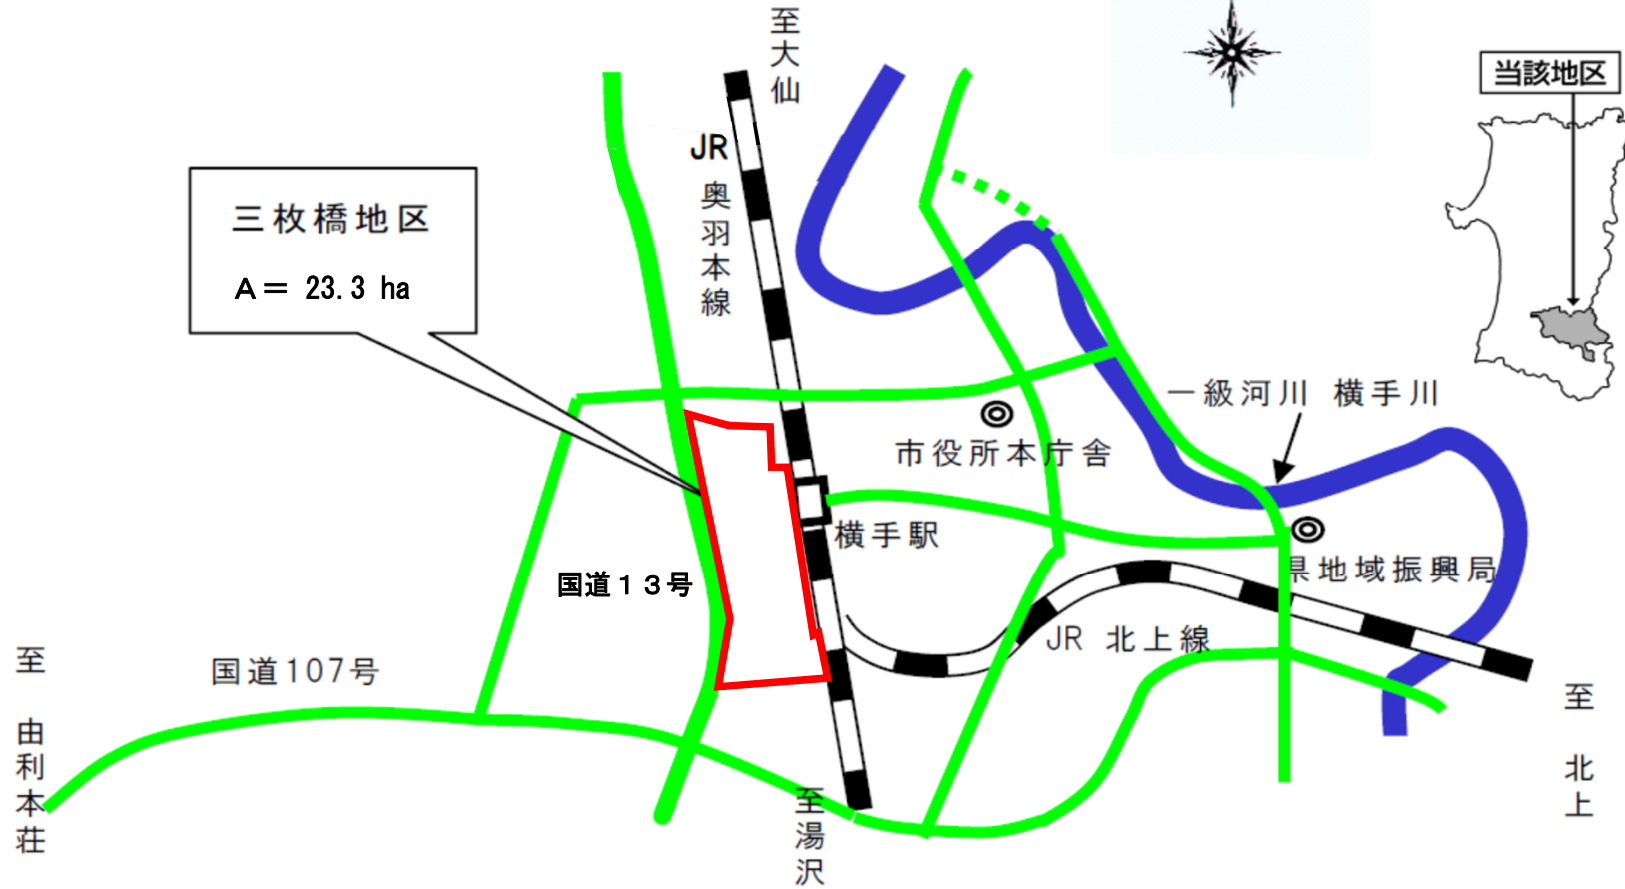 至大仙
当該地区
JR
奥羽本線
三枚橋地区
A= 23.3 ha
一級河川 横手川
市役所本庁舎
横手駅
国道13号
県地域振興局
JR 北上線
国道107号
至 由利本荘
至 北上
至湯沢